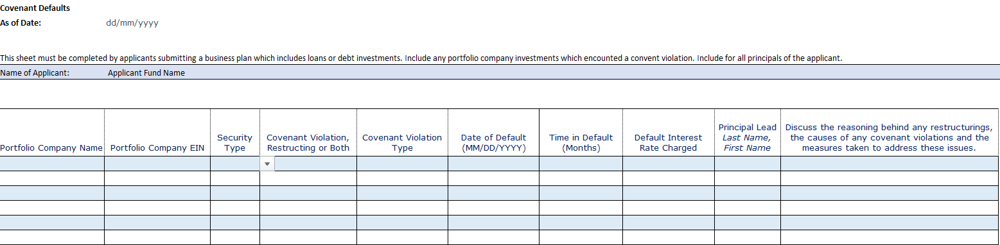 Covenant Defaults
As of Date: dd/mm/yyyy
This sheet must be completed by applicants submitting a business plan which includes loans or debt investments. Include any portfolio company investments which encounted a convent violation. Include for all principals of the applicant.
Name of Applicant: Applicant Fund Name
Portfolio Company Name
Portfolio Company EIN
Security
Type
Covenant Violation,
Restructing or Both
Covenant Violation
Type
Date of Default
(MM/DD/YYYY)
Time in Default
(Months)
Default Interest
Rate Charged
Principal Lead
Last Name,
First Name
Discuss the reasoning behind any restructurings,
the causes of any covenant violations and the
measures taken to address these issues.